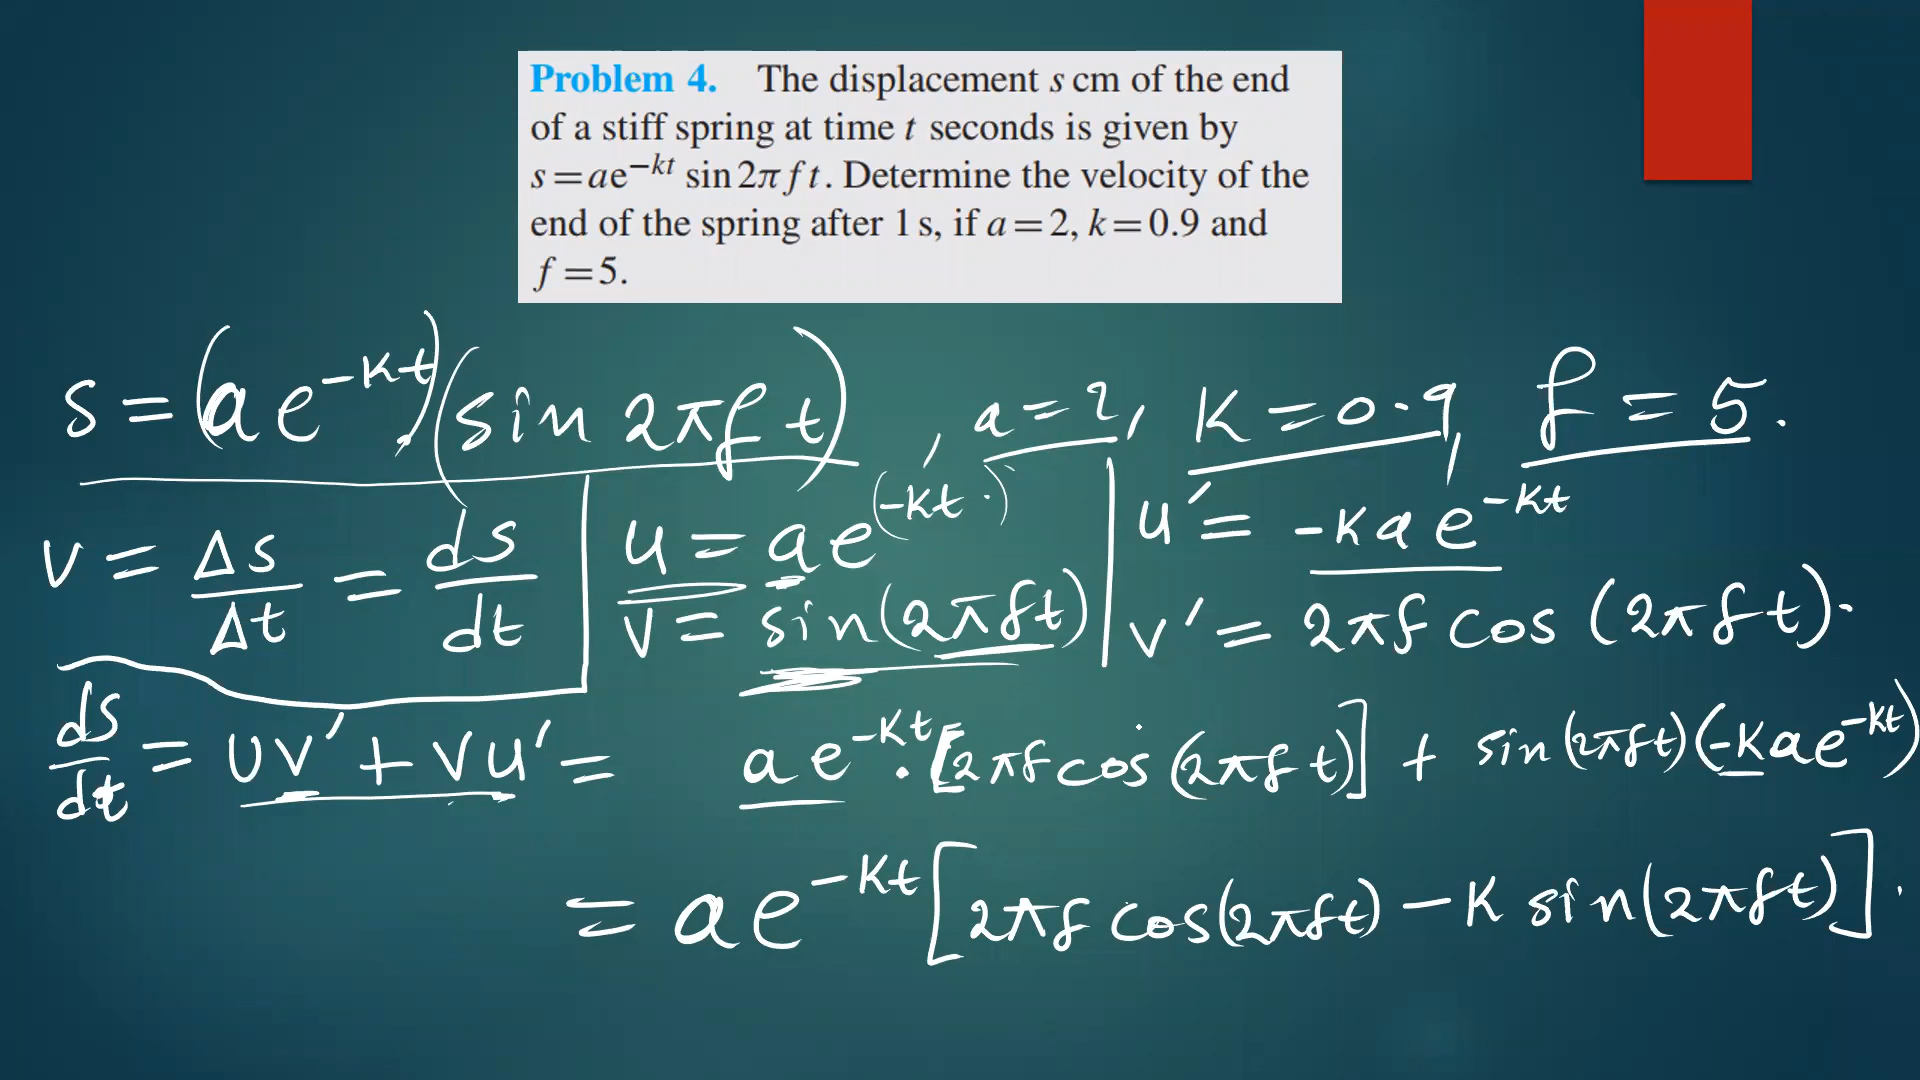 Problem 4. The displacement s cm of the end
of a stiff spring at time t seconds is given by
s=ae^{-kt} sin 2π f t. Determine the velocity of the
end of the spring after 1 s, if a=2, k=0.9 and
f=5.
s = (ae^{-Kt}).(sin 2πf t), a=2, K=0.9, f=5.
v = Δs/Δt = ds/dt
u = ae^{(-Kt.)}
v = sin(2πft)
u' = -Kae^{-Kt}
v' = 2πf cos (2πft).
ds/dt = uv' + vu' = ae^{-Kt}.[2πf cos (2πft)] + sin(2πft)(-Kae^{-Kt})
= ae^{-Kt}[2πf cos(2πft) - K sin(2πft)].